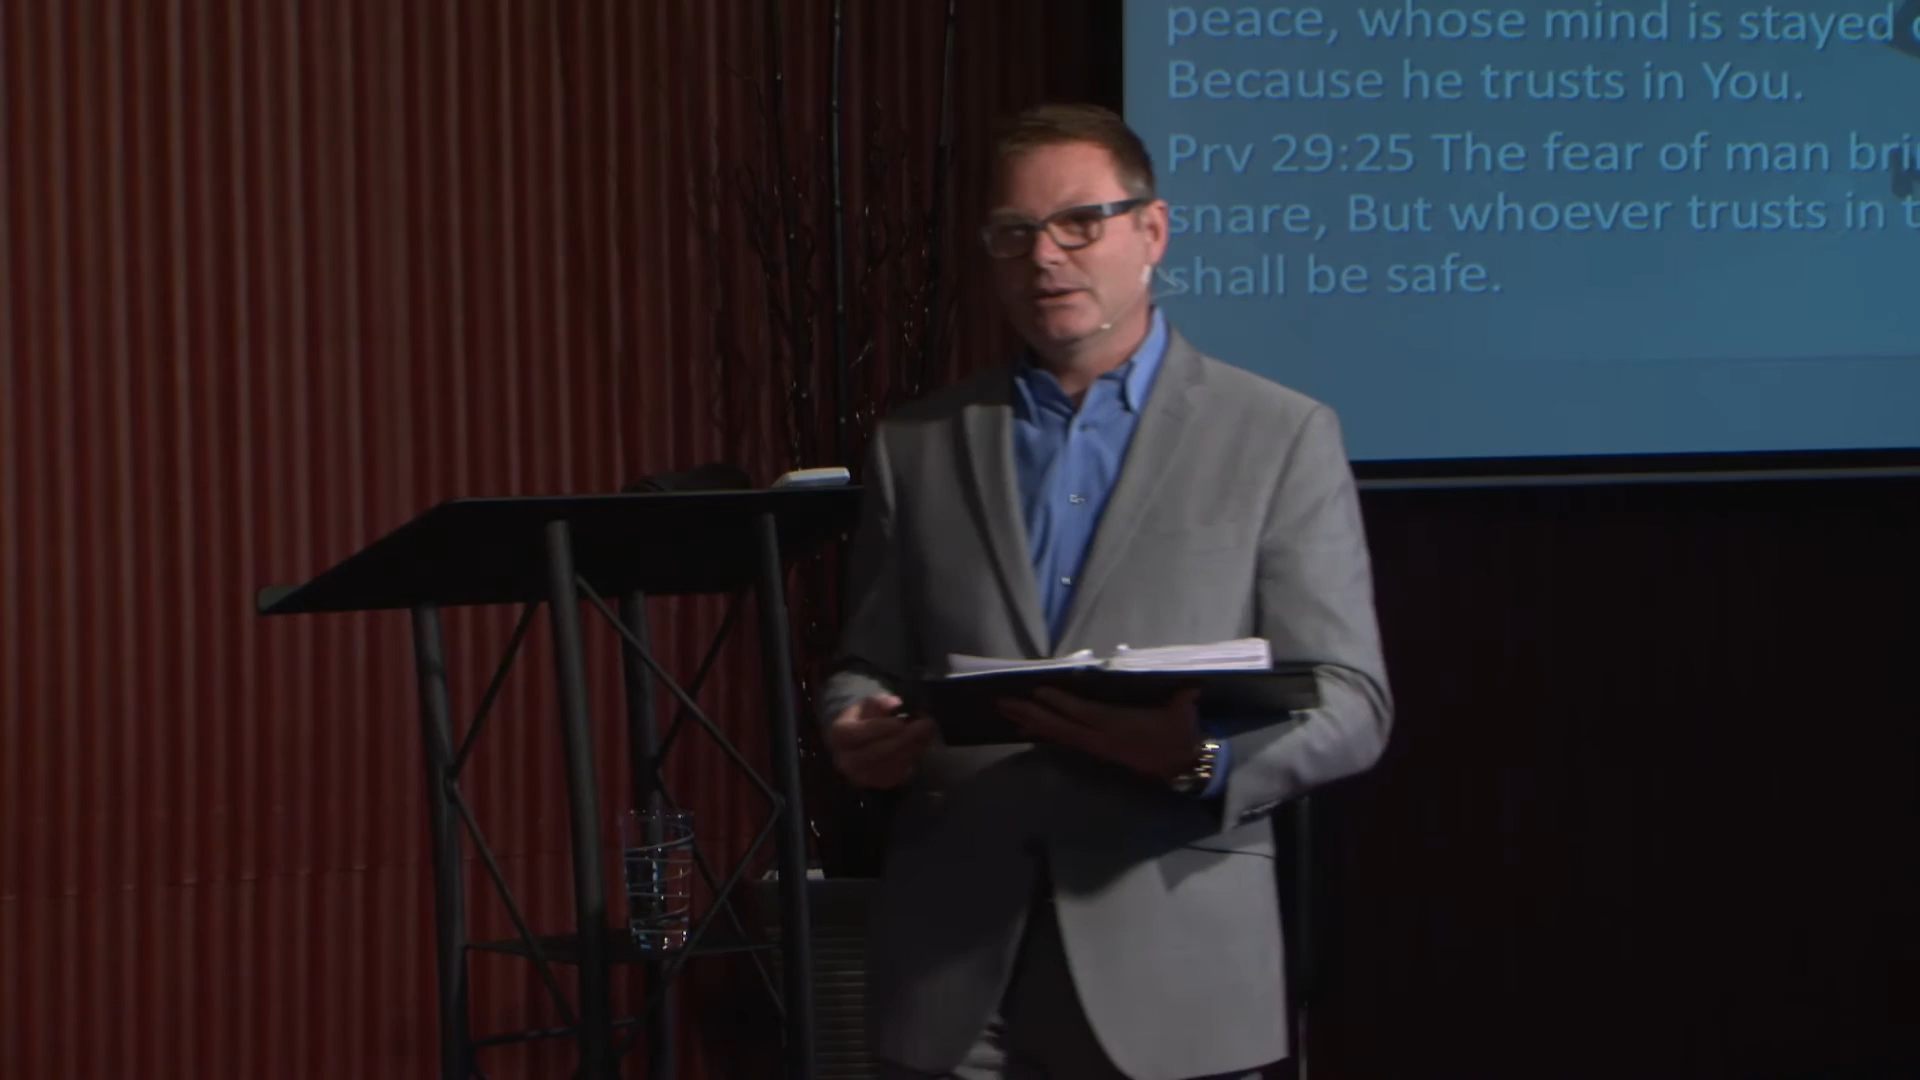 peace, whose mind is stayed
Because he trusts in You.
Prv 29:25 The fear of man
snare, But whoever trusts in
shall be safe.